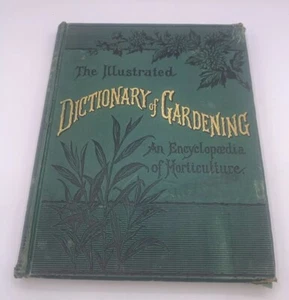 The Illustrated
DICTIONARY of GARDENING
An Encyclopædia
of Horticulture.